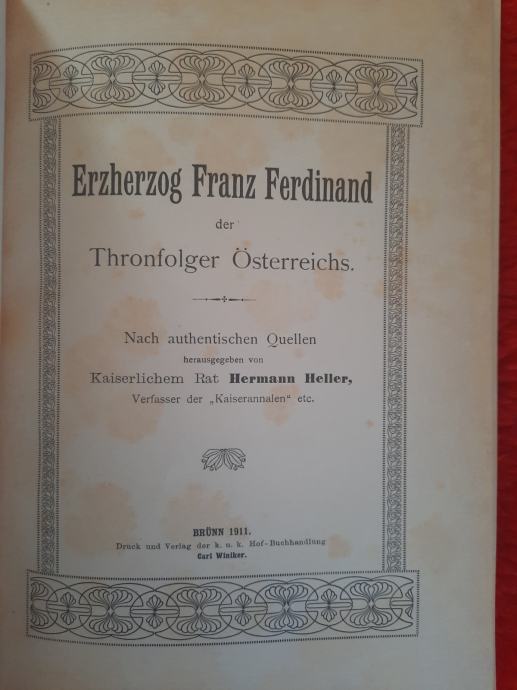 Erzherzog Franz Ferdinand
der
Thronfolger Österreichs.
Nach authentischen Quellen
herausgegeben von
Kaiserlichem Rat Hermann Heller,
Verfasser der „Kaiserannalen" etc.
BRÜNN 1911.
Druck und Verlag der k. u. k. Hof-Buchhandlung
Carl Winiker.